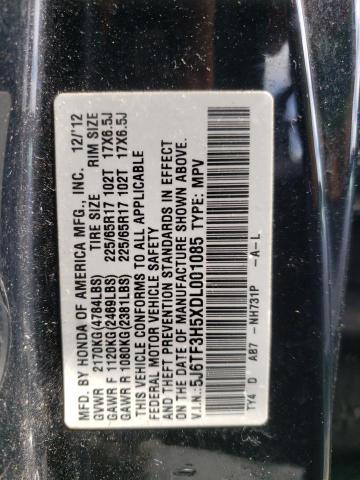 MFD. BY HONDA OF AMERICA MFG., INC. 12/'12
TIRE SIZE RIM SIZE
GVWR 2170KG(4784LBS)
GAWR F 1120KG(2469LBS) 225/65R17 102T 17X6.5J
GAWR R 1080KG(2381LBS) 225/65R17 102T 17X6.5J
THIS VEHICLE CONFORMS TO ALL APPLICABLE
FEDERAL MOTOR VEHICLE SAFETY
AND THEFT PREVENTION STANDARDS IN EFFECT
ON THE DATE OF MANUFACTURE SHOWN ABOVE.
V.I.N.:5J6TF3H5XDL001085 TYPE: MPV
TY4 D A07 -NH731P -A-L